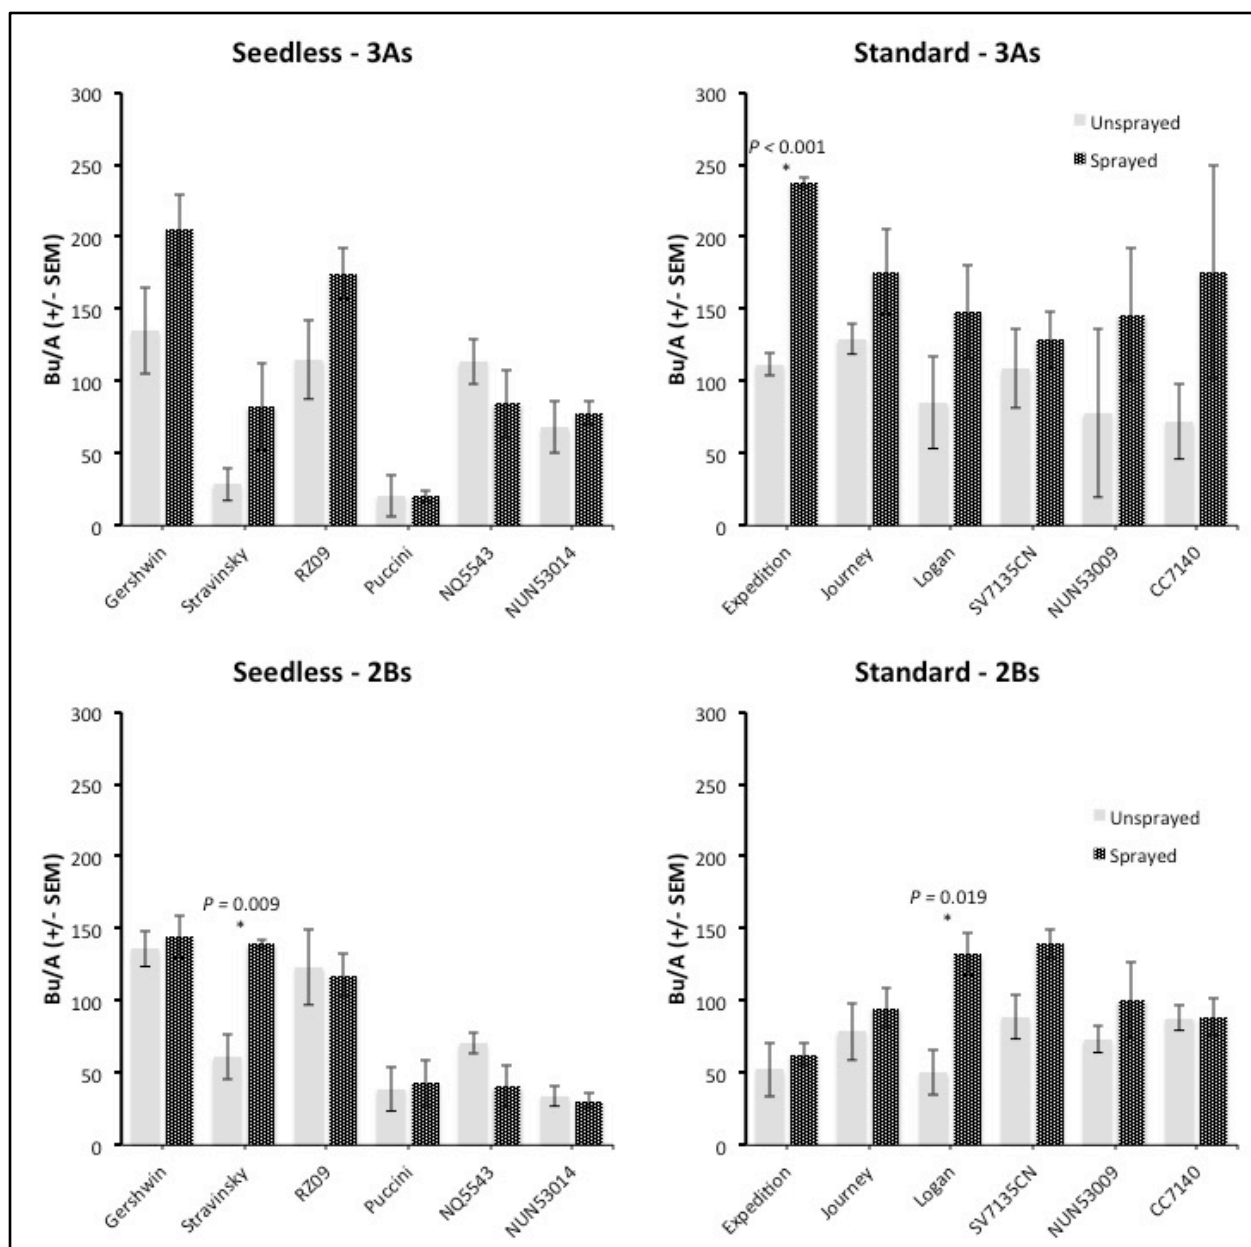 Seedless - 3As
Bu/A (+/- SEM)
300
250
200
150
100
50
0
Gershwin
Stravinsky
RZ09
Puccini
NQ5543
NUN53014
Standard - 3As
Bu/A (+/- SEM)
300
250
200
150
100
50
0
P < 0.001
*
Unsprayed
Sprayed
Expedition
Journey
Logan
SV7135CN
NUN53009
CC7140
Seedless - 2Bs
Bu/A (+/- SEM)
300
250
200
150
100
50
0
P = 0.009
*
Gershwin
Stravinsky
RZ09
Puccini
NQ5543
NUN53014
Standard - 2Bs
Bu/A (+/- SEM)
300
250
200
150
100
50
0
P = 0.019
*
Unsprayed
Sprayed
Expedition
Journey
Logan
SV7135CN
NUN53009
CC7140